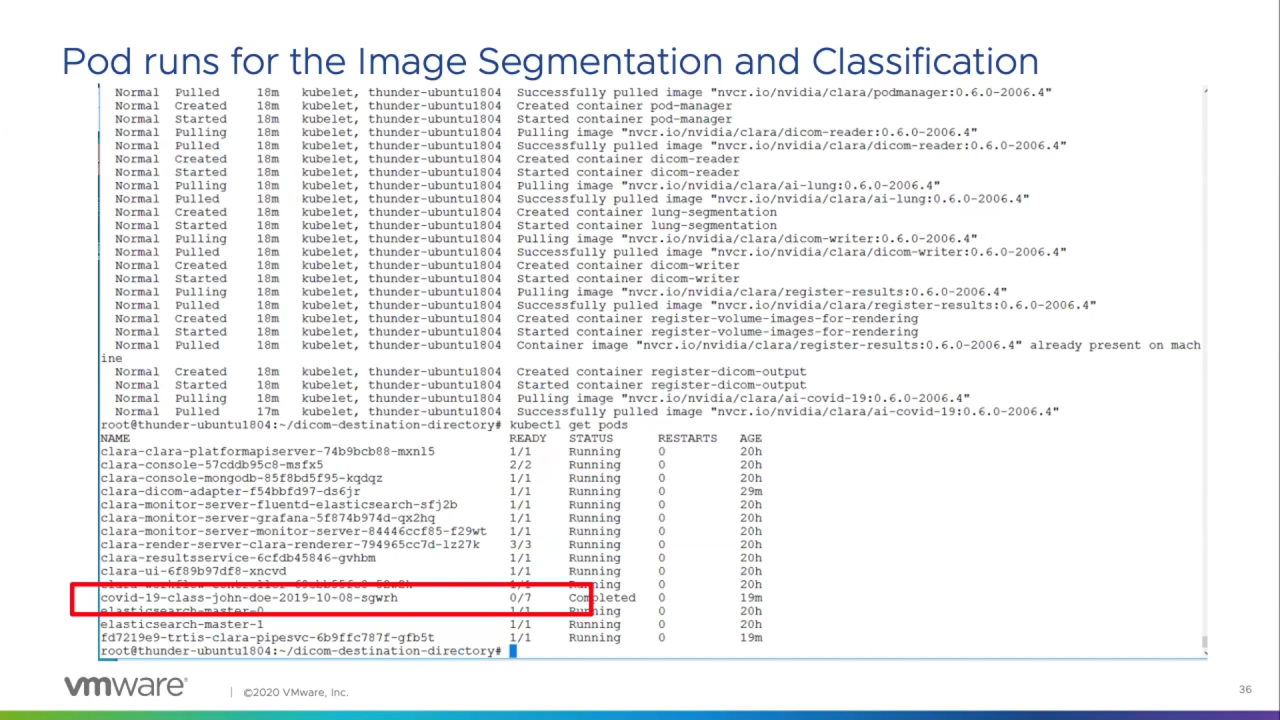 Pod runs for the Image Segmentation and Classification
Normal Pulled 18m kubelet, thunder-ubuntu1804 Successfully pulled image "nvcr.io/nvidia/clara/podmanager:0.6.0-2006.4"
Normal Created 18m kubelet, thunder-ubuntu1804 Created container pod-manager
Normal Started 18m kubelet, thunder-ubuntu1804 Started container pod-manager
Normal Pulling 18m kubelet, thunder-ubuntu1804 Pulling image "nvcr.io/nvidia/clara/dicom-reader:0.6.0-2006.4"
Normal Pulled 18m kubelet, thunder-ubuntu1804 Successfully pulled image "nvcr.io/nvidia/clara/dicom-reader:0.6.0-2006.4"
Normal Created 18m kubelet, thunder-ubuntu1804 Created container dicom-reader
Normal Started 18m kubelet, thunder-ubuntu1804 Started container dicom-reader
Normal Pulling 18m kubelet, thunder-ubuntu1804 Pulling image "nvcr.io/nvidia/clara/ai-lung:0.6.0-2006.4"
Normal Pulled 18m kubelet, thunder-ubuntu1804 Successfully pulled image "nvcr.io/nvidia/clara/ai-lung:0.6.0-2006.4"
Normal Created 18m kubelet, thunder-ubuntu1804 Created container lung-segmentation
Normal Started 18m kubelet, thunder-ubuntu1804 Started container lung-segmentation
Normal Pulling 18m kubelet, thunder-ubuntu1804 Pulling image "nvcr.io/nvidia/clara/dicom-writer:0.6.0-2006.4"
Normal Pulled 18m kubelet, thunder-ubuntu1804 Successfully pulled image "nvcr.io/nvidia/clara/dicom-writer:0.6.0-2006.4"
Normal Created 18m kubelet, thunder-ubuntu1804 Created container dicom-writer
Normal Started 18m kubelet, thunder-ubuntu1804 Started container dicom-writer
Normal Pulling 18m kubelet, thunder-ubuntu1804 Pulling image "nvcr.io/nvidia/clara/register-results:0.6.0-2006.4"
Normal Pulled 18m kubelet, thunder-ubuntu1804 Successfully pulled image "nvcr.io/nvidia/clara/register-results:0.6.0-2006.4"
Normal Created 18m kubelet, thunder-ubuntu1804 Created container register-volume-images-for-rendering
Normal Started 18m kubelet, thunder-ubuntu1804 Started container register-volume-images-for-rendering
Normal Pulled 18m kubelet, thunder-ubuntu1804 Container image "nvcr.io/nvidia/clara/register-results:0.6.0-2006.4" already present on mach
ine
Normal Created 18m kubelet, thunder-ubuntu1804 Created container register-dicom-output
Normal Started 18m kubelet, thunder-ubuntu1804 Started container register-dicom-output
Normal Pulling 18m kubelet, thunder-ubuntu1804 Pulling image "nvcr.io/nvidia/clara/ai-covid-19:0.6.0-2006.4"
Normal Pulled 17m kubelet, thunder-ubuntu1804 Successfully pulled image "nvcr.io/nvidia/clara/ai-covid-19:0.6.0-2006.4"
root@thunder-ubuntu1804:~/dicom-destination-directory# kubectl get pods
NAME READY STATUS RESTARTS AGE
clara-clara-platformapiserver-74b9bcb88-mxnl5 1/1 Running 0 20h
clara-console-57cddb95c8-msfx5 2/2 Running 0 20h
clara-console-mongodb-85f8bd5f95-kqdqz 1/1 Running 0 20h
clara-dicom-adapter-f54bbfd97-ds6jr 1/1 Running 0 29m
clara-monitor-server-fluentd-elasticsearch-sfj2b 1/1 Running 0 20h
clara-monitor-server-grafana-5f874b974d-qx2hq 1/1 Running 0 20h
clara-monitor-server-monitor-server-84446ccf85-f29wt 1/1 Running 0 20h
clara-render-server-clara-renderer-794965cc7d-lz27k 3/3 Running 0 20h
clara-resultsservice-6cfdb45846-gvhbm 1/1 Running 0 20h
clara-ui-6f89b97df8-xncvd 1/1 Running 0 20h
1/1 Running 0 20h
covid-19-class-john-doe-2019-10-08-sgwrh 0/7 Completed 0 19m
elasticsearch-master-0 1/1 Running 0 20h
elasticsearch-master-1 1/1 Running 0 20h
fd7219e9-trtis-clara-pipesvc-6b9ffc787f-gfb5t 1/1 Running 0 19m
root@thunder-ubuntu1804:~/dicom-destination-directory#
vmware®
©2020 VMware, Inc.
36